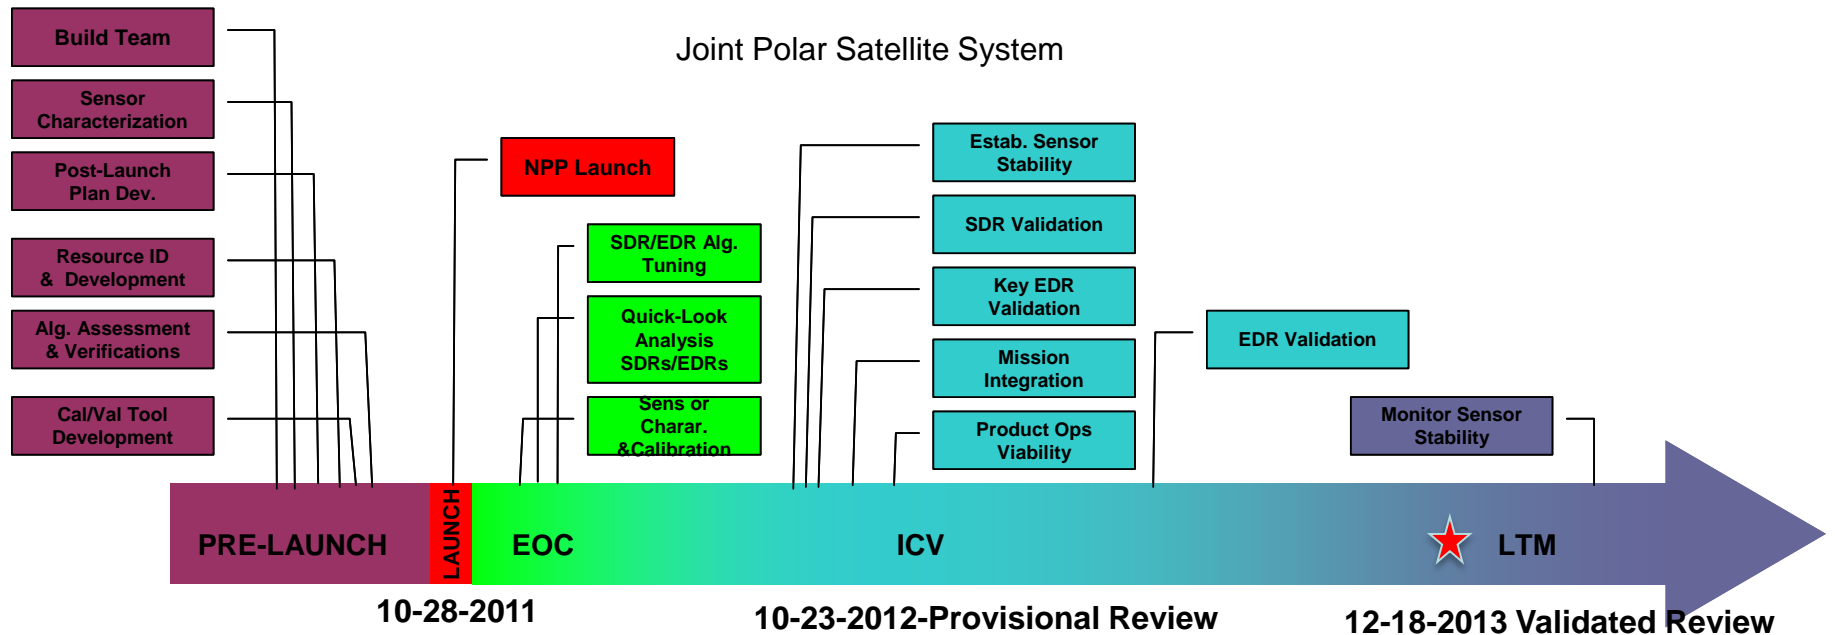 Joint Polar Satellite System
Build Team
Sensor
Characterization
Post-Launch
Plan Dev.
Resource ID
& Development
Alg. Assessment
& Verifications
Cal/Val Tool
Development
NPP Launch
SDR/EDR Alg.
Tuning
Quick-Look
Analysis
SDRs/EDRs
Sens or
Charar.
&Calibration
Estab. Sensor
Stability
SDR Validation
Key EDR
Validation
Mission
Integration
Product Ops
Viability
EDR Validation
Monitor Sensor
Stability
PRE-LAUNCH
LAUNCH
EOC
ICV
LTM
10-28-2011
10-23-2012-Provisional Review
12-18-2013 Validated Review